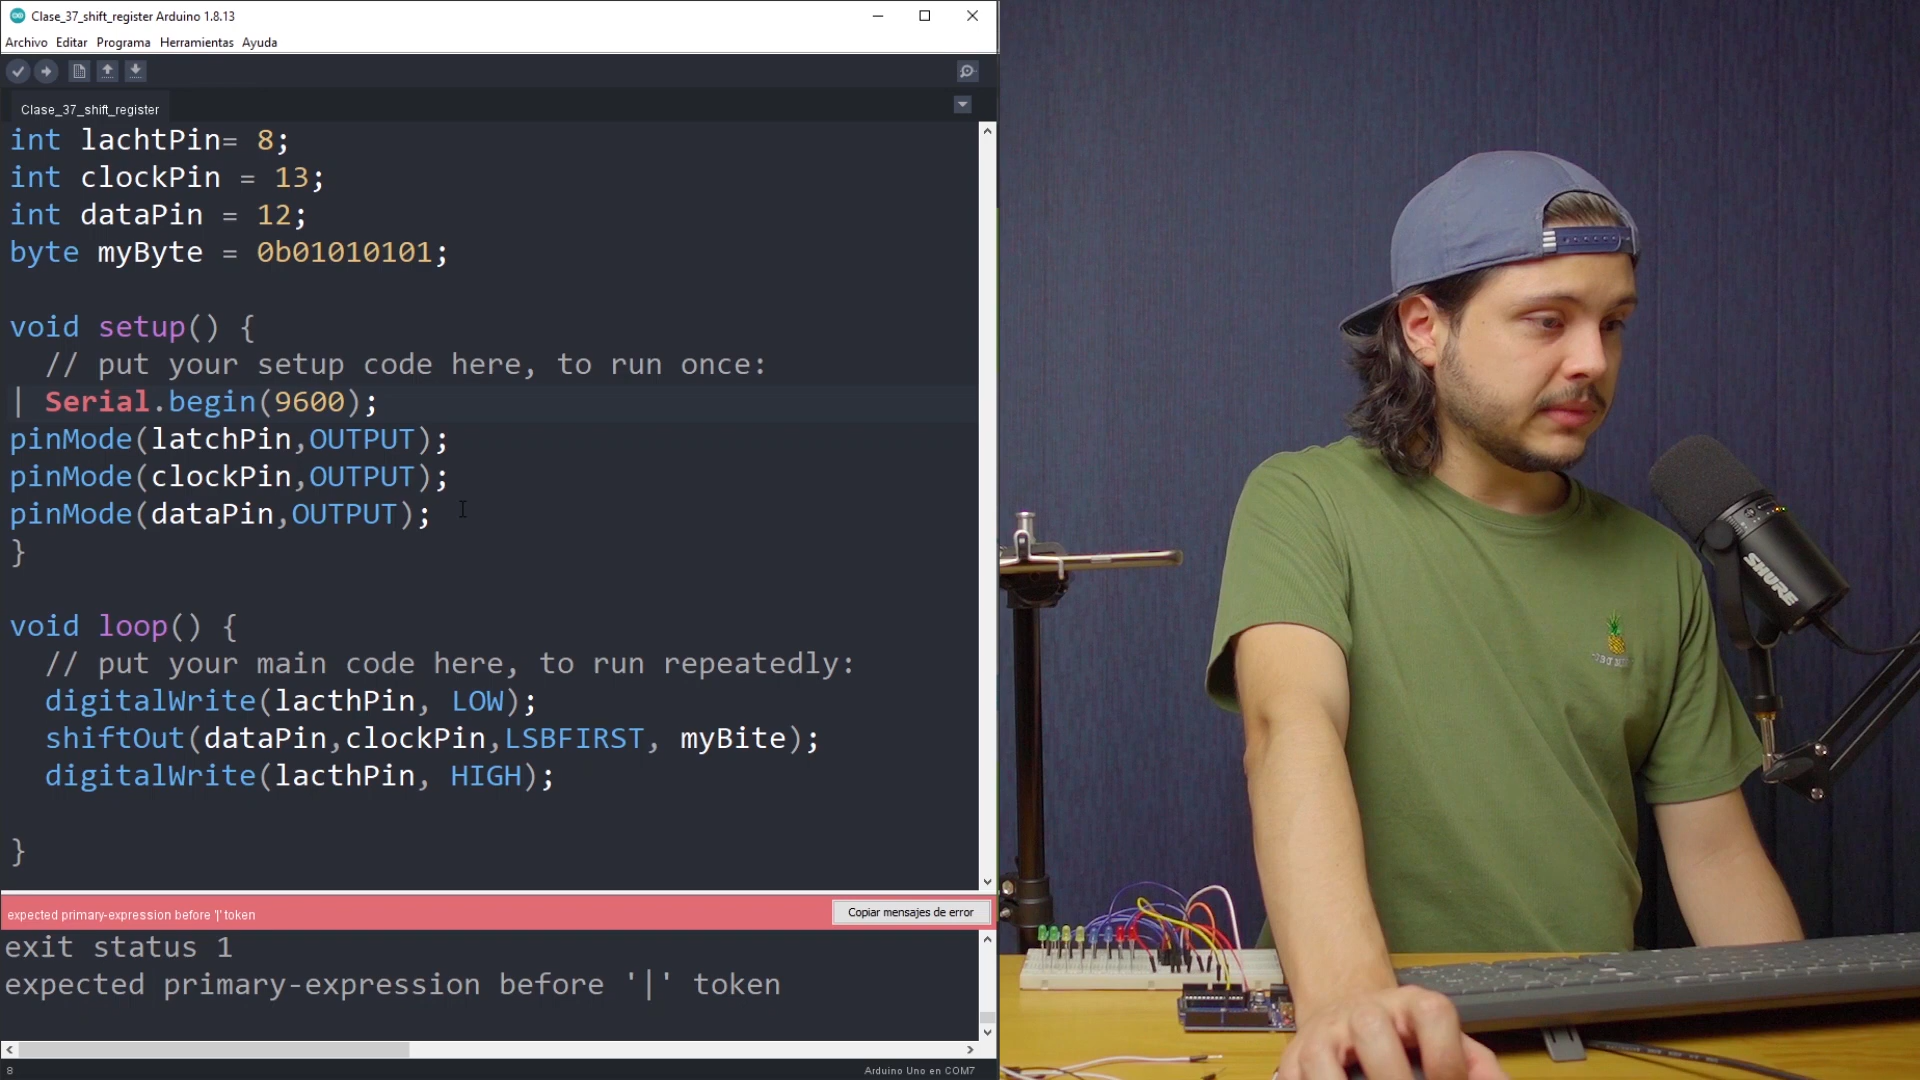 Clase_37_shift_register Arduino 1.8.13
Archivo Editar Programa Herramientas Ayuda
Clase_37_shift_register
int lachtPin= 8;
int clockPin = 13;
int dataPin = 12;
byte myByte = 0b01010101;
void setup() {
// put your setup code here, to run once:
| Serial.begin(9600);
pinMode(latchPin,OUTPUT);
pinMode(clockPin,OUTPUT);
pinMode(dataPin,OUTPUT);
}
void loop() {
// put your main code here, to run repeatedly:
digitalWrite(lacthPin, LOW);
shiftOut(dataPin,clockPin,LSBFIRST, myBite);
digitalWrite(lacthPin, HIGH);
}
expected primary-expression before '|' token
Copiar mensajes de error
exit status 1
expected primary-expression before '|' token
8
Arduino Uno en COM7
SHURE